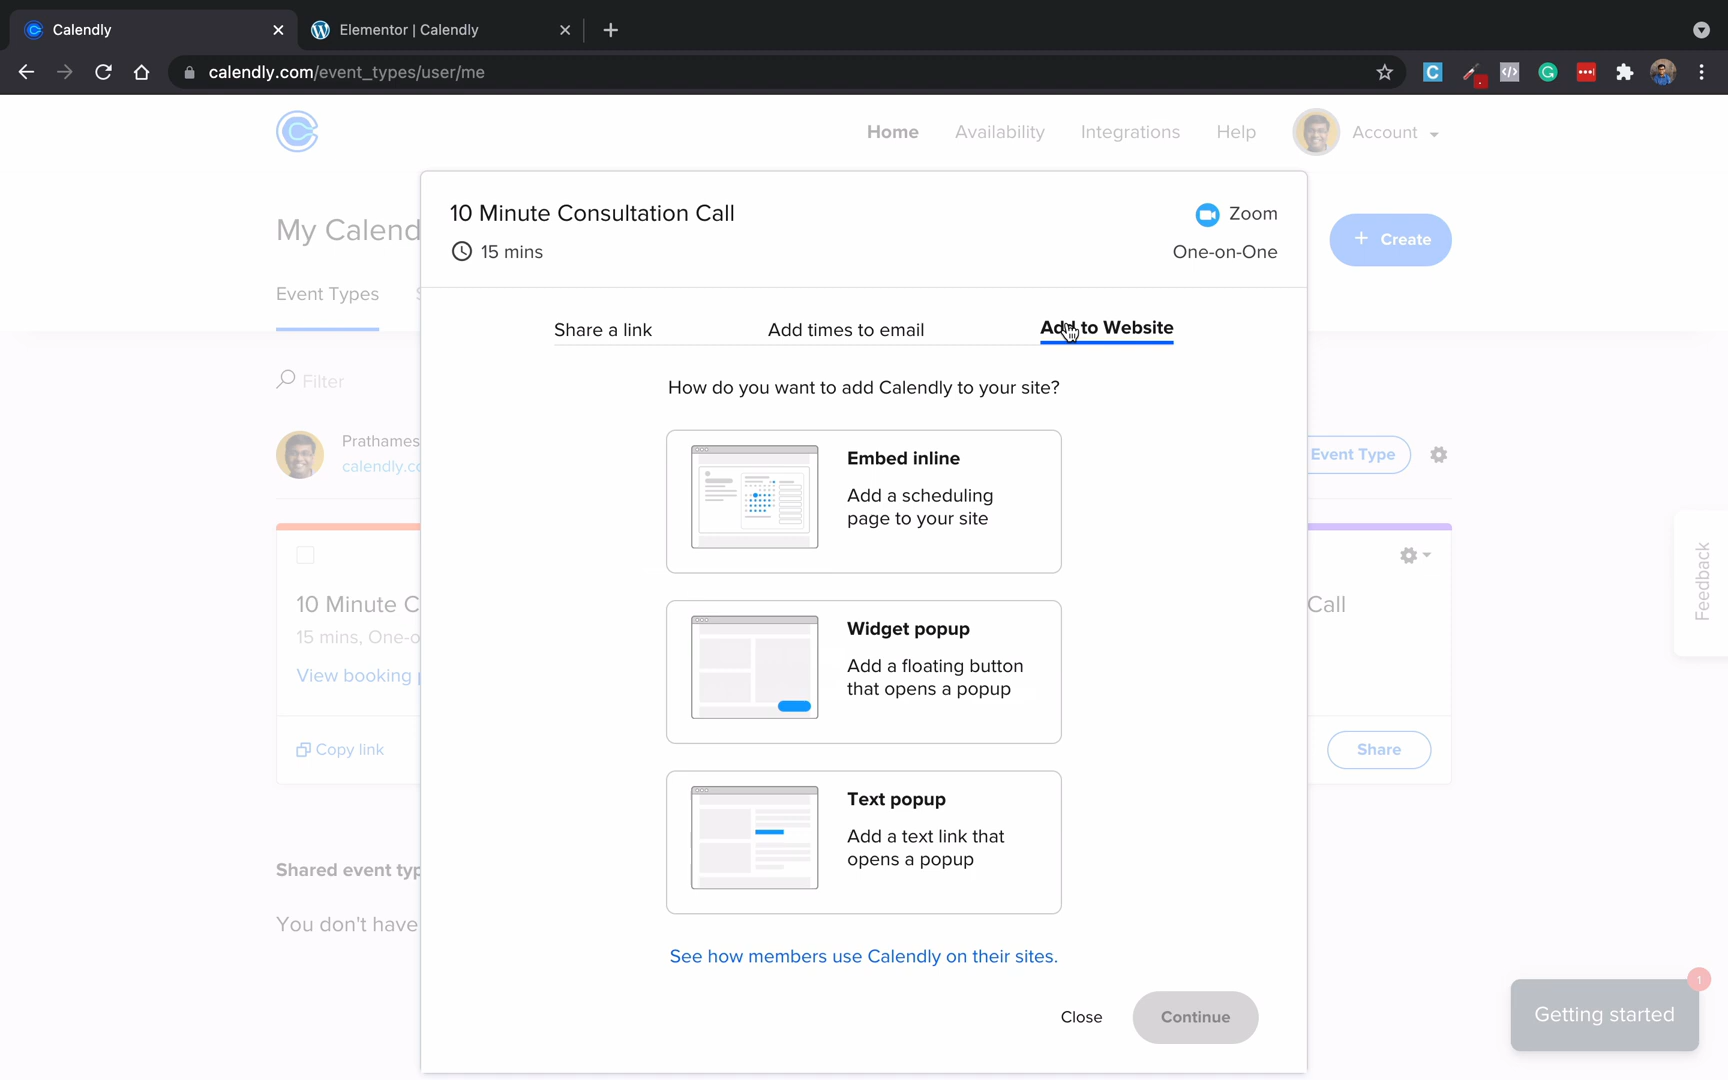 Calendly
Elementor | Calendly
calendly.com/event_types/user/me
Home
Availability
Integrations
Help
Account
My Calend
+ Create
Event Types
Filter
Prathames
calendly.co
Event Type
10 Minute C
15 mins, One-o
View booking
Copy link
Call
Share
Shared event typ
You don't have
Feedback
1
Getting started
10 Minute Consultation Call
Zoom
15 mins
One-on-One
Share a link
Add times to email
Add to Website
How do you want to add Calendly to your site?
Embed inline
Add a scheduling
page to your site
Widget popup
Add a floating button
that opens a popup
Text popup
Add a text link that
opens a popup
See how members use Calendly on their sites.
Close
Continue